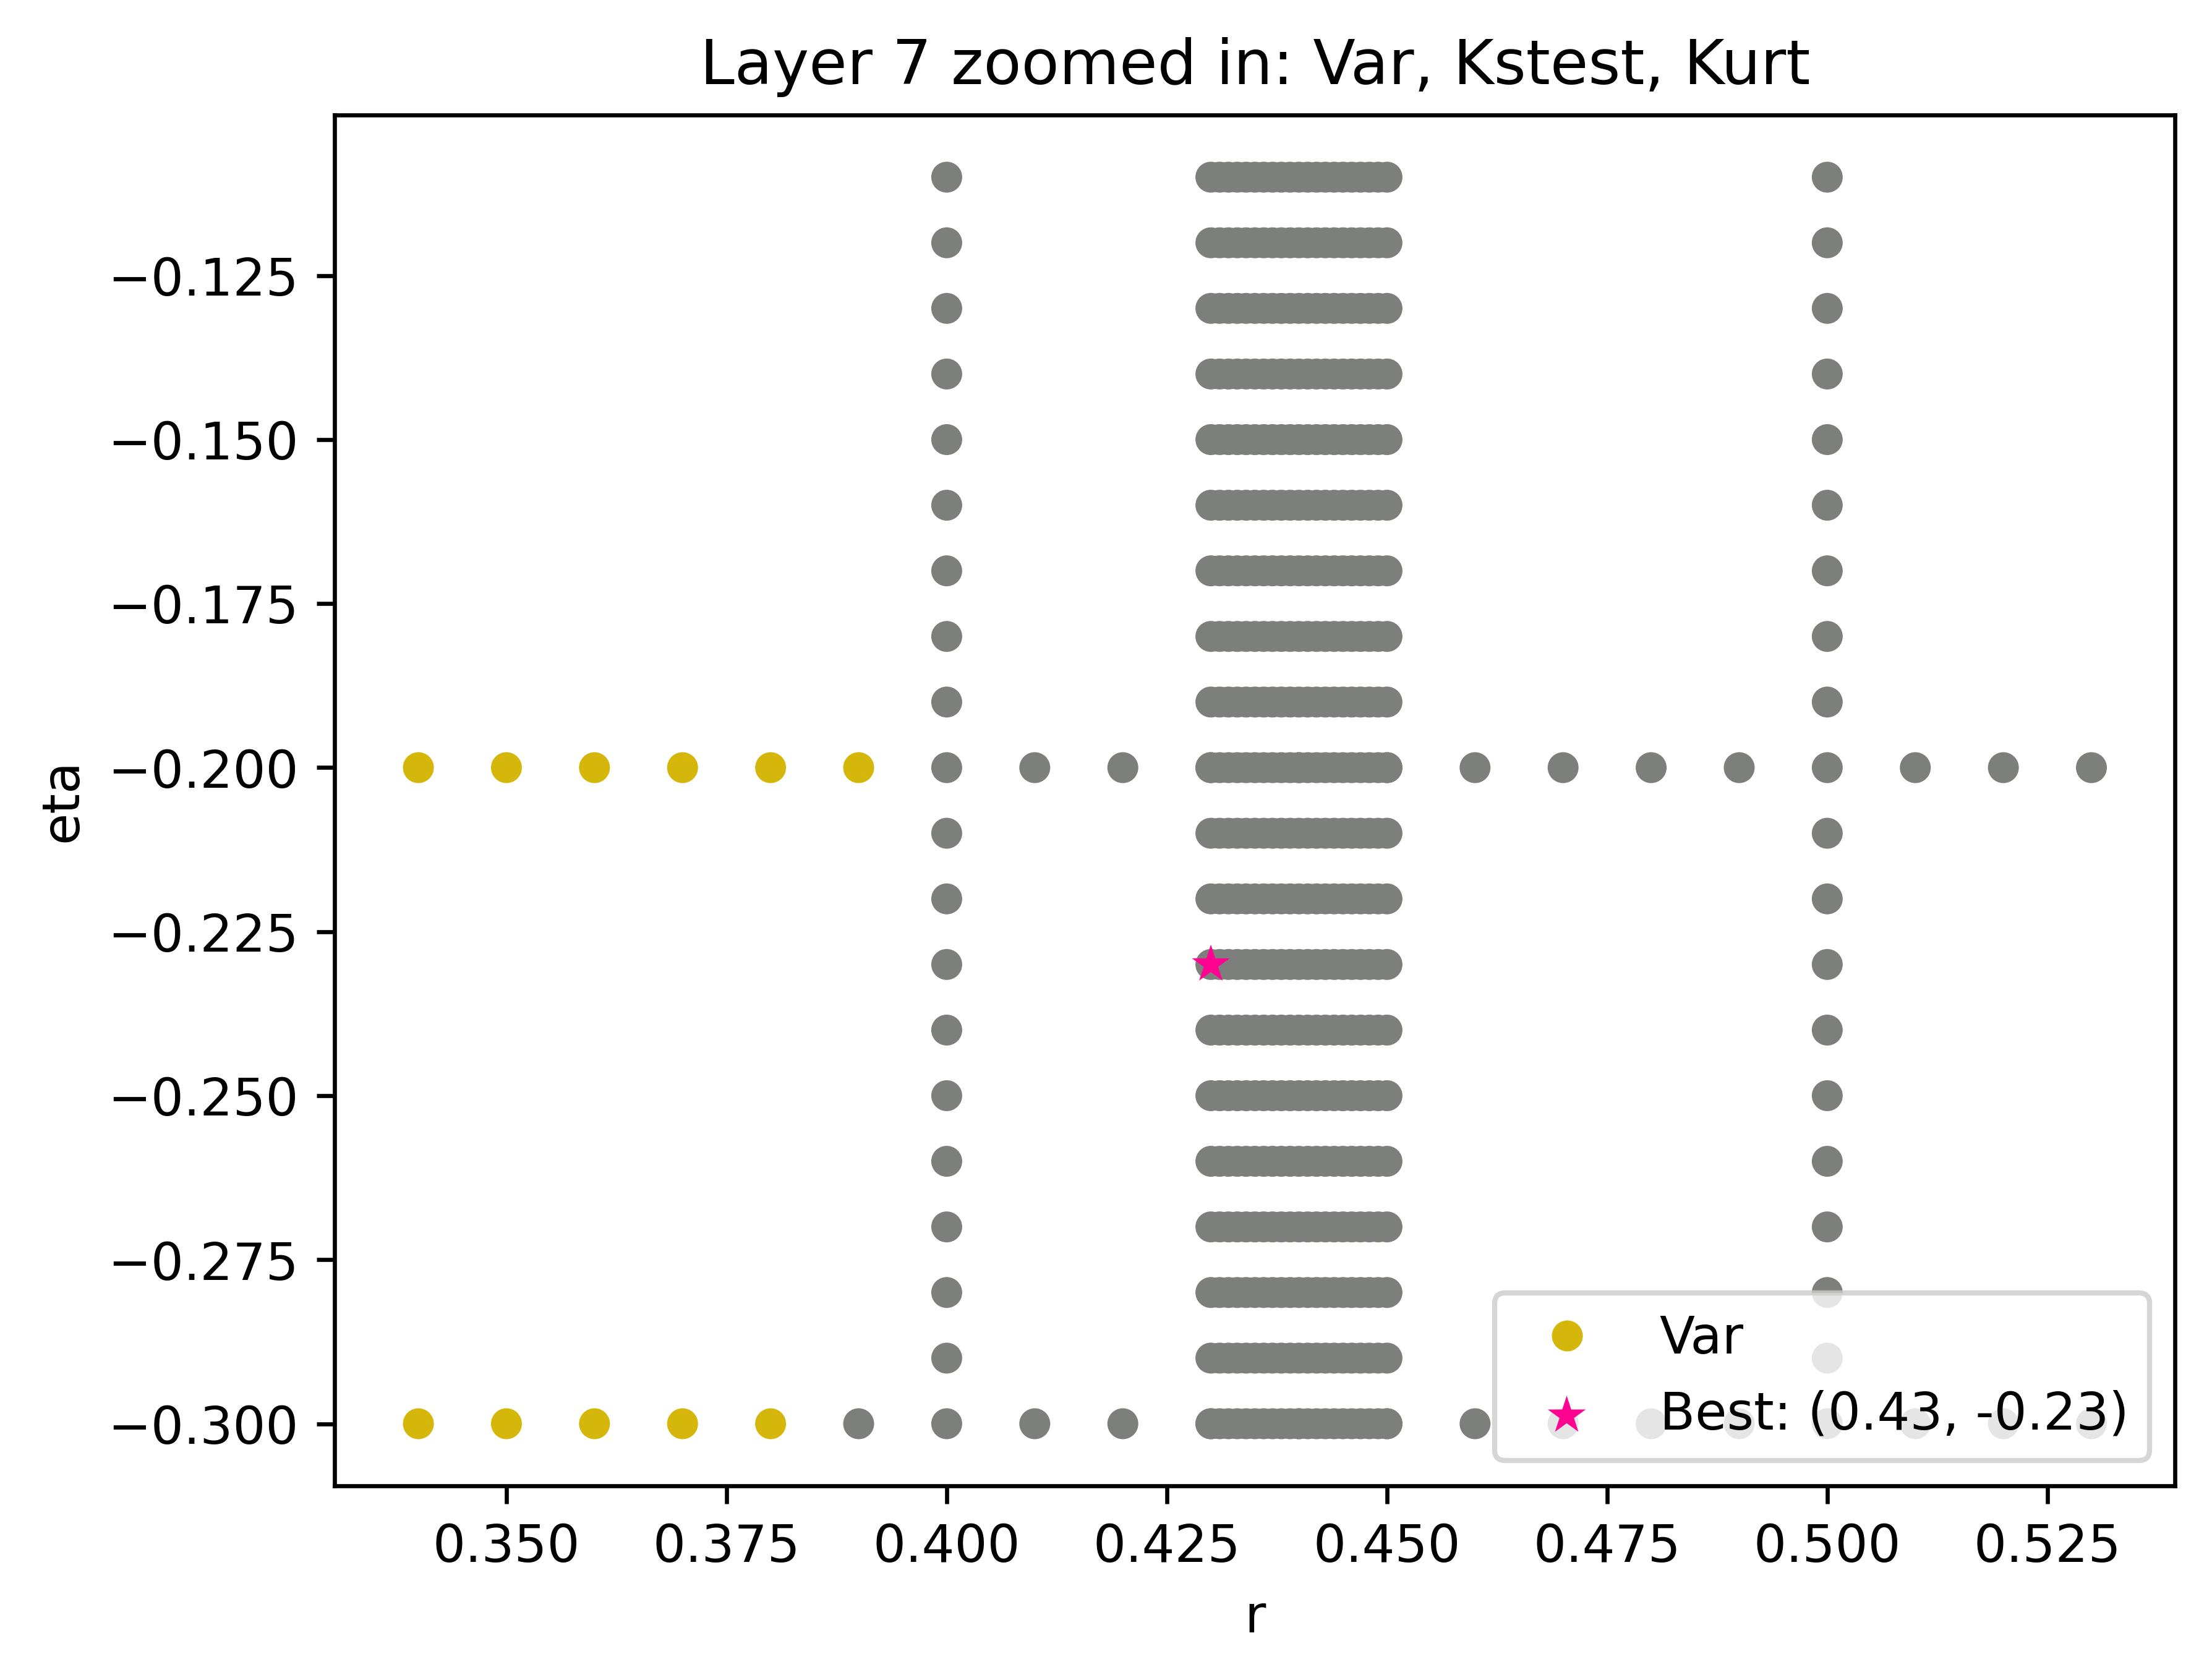 Layer 7 zoomed in: Var, Kstest, Kurt
−0.125
−0.150
−0.175
−0.200
−0.225
−0.250
−0.275
−0.300
eta
Var
Best: (0.43, -0.23)
0.350 0.375 0.400 0.425 0.450 0.475 0.500 0.525
r